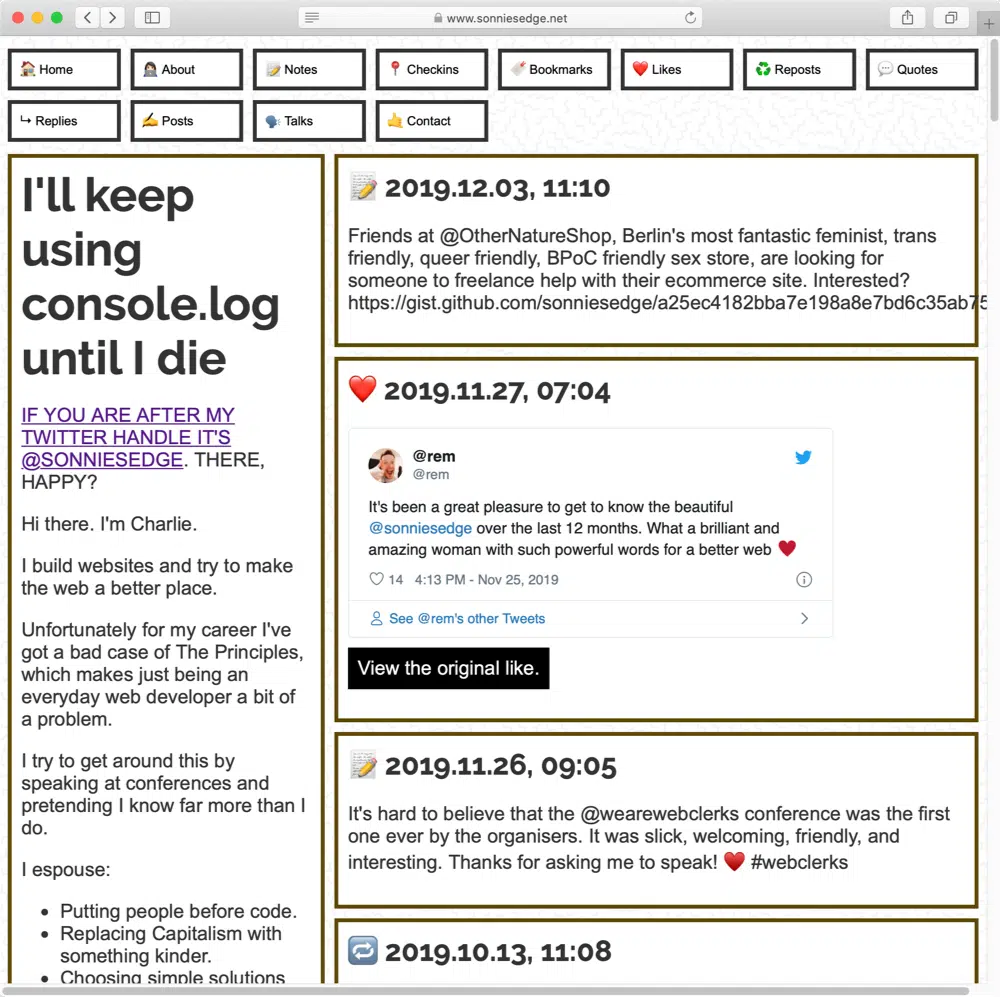 www.sonniesedge.net
Home
About
Notes
Checkins
Bookmarks
Likes
Reposts
Quotes
Replies
Posts
Talks
Contact
I'll keep
using
console.log
until I die
IF YOU ARE AFTER MY
TWITTER HANDLE IT'S
@SONNIESEDGE. THERE,
HAPPY?
Hi there. I'm Charlie.
I build websites and try to make
the web a better place.
Unfortunately for my career I've
got a bad case of The Principles,
which makes just being an
everyday web developer a bit of
a problem.
I try to get around this by
speaking at conferences and
pretending I know far more than I
do.
I espouse:
• Putting people before code.
• Replacing Capitalism with
something kinder.
• Choosing simple solutions
2019.12.03, 11:10
Friends at @OtherNatureShop, Berlin's most fantastic feminist, trans
friendly, queer friendly, BPoC friendly sex store, are looking for
someone to freelance help with their ecommerce site. Interested?
https://gist.github.com/sonniesedge/a25ec4182bba7e198a8e7bd6c35ab75
2019.11.27, 07:04
@rem
@rem
It's been a great pleasure to get to know the beautiful
@sonniesedge over the last 12 months. What a brilliant and
amazing woman with such powerful words for a better web ♥
14 4:13 PM - Nov 25, 2019
See @rem's other Tweets
View the original like.
2019.11.26, 09:05
It's hard to believe that the @wearewebclerks conference was the first
one ever by the organisers. It was slick, welcoming, friendly, and
interesting. Thanks for asking me to speak! ♥ #webclerks
2019.10.13, 11:08